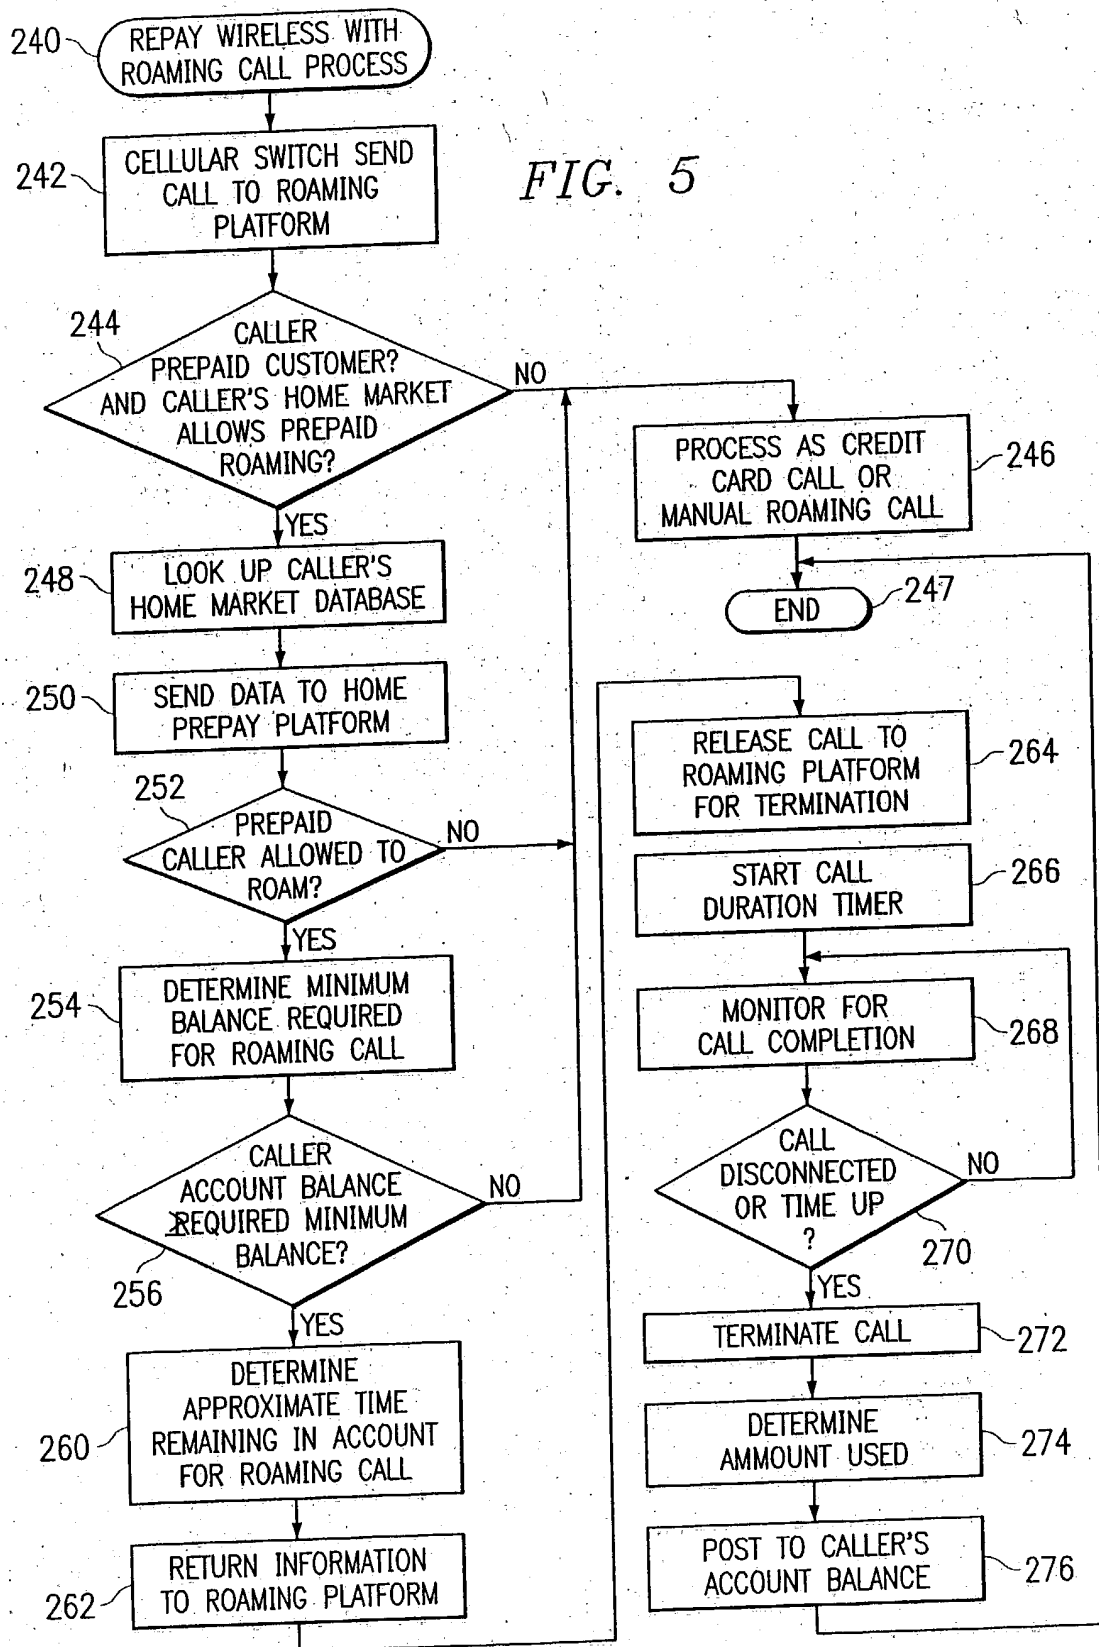 240
REPAY WIRELESS WITH
ROAMING CALL PROCESS
242
CELLULAR SWITCH SEND
CALL TO ROAMING
PLATFORM
FIG. 5
244
CALLER
PREPAID CUSTOMER?
AND CALLER'S HOME MARKET
ALLOWS PREPAID
ROAMING?
NO
YES
PROCESS AS CREDIT
CARD CALL OR
MANUAL ROAMING CALL
246
END
247
248
LOOK UP CALLER'S
HOME MARKET DATABASE
250
SEND DATA TO HOME
PREPAY PLATFORM
252
PREPAID
CALLER ALLOWED TO
ROAM?
NO
YES
254
DETERMINE MINIMUM
BALANCE REQUIRED
FOR ROAMING CALL
CALLER
ACCOUNT BALANCE
REQUIRED MINIMUM
BALANCE?
NO
256
YES
260
DETERMINE
APPROXIMATE TIME
REMAINING IN ACCOUNT
FOR ROAMING CALL
262
RETURN INFORMATION
TO ROAMING PLATFORM
RELEASE CALL TO
ROAMING PLATFORM
FOR TERMINATION
264
START CALL
DURATION TIMER
266
MONITOR FOR
CALL COMPLETION
268
CALL
DISCONNECTED
OR TIME UP
?
NO
270
YES
TERMINATE CALL
272
DETERMINE
AMMOUNT USED
274
POST TO CALLER'S
ACCOUNT BALANCE
276